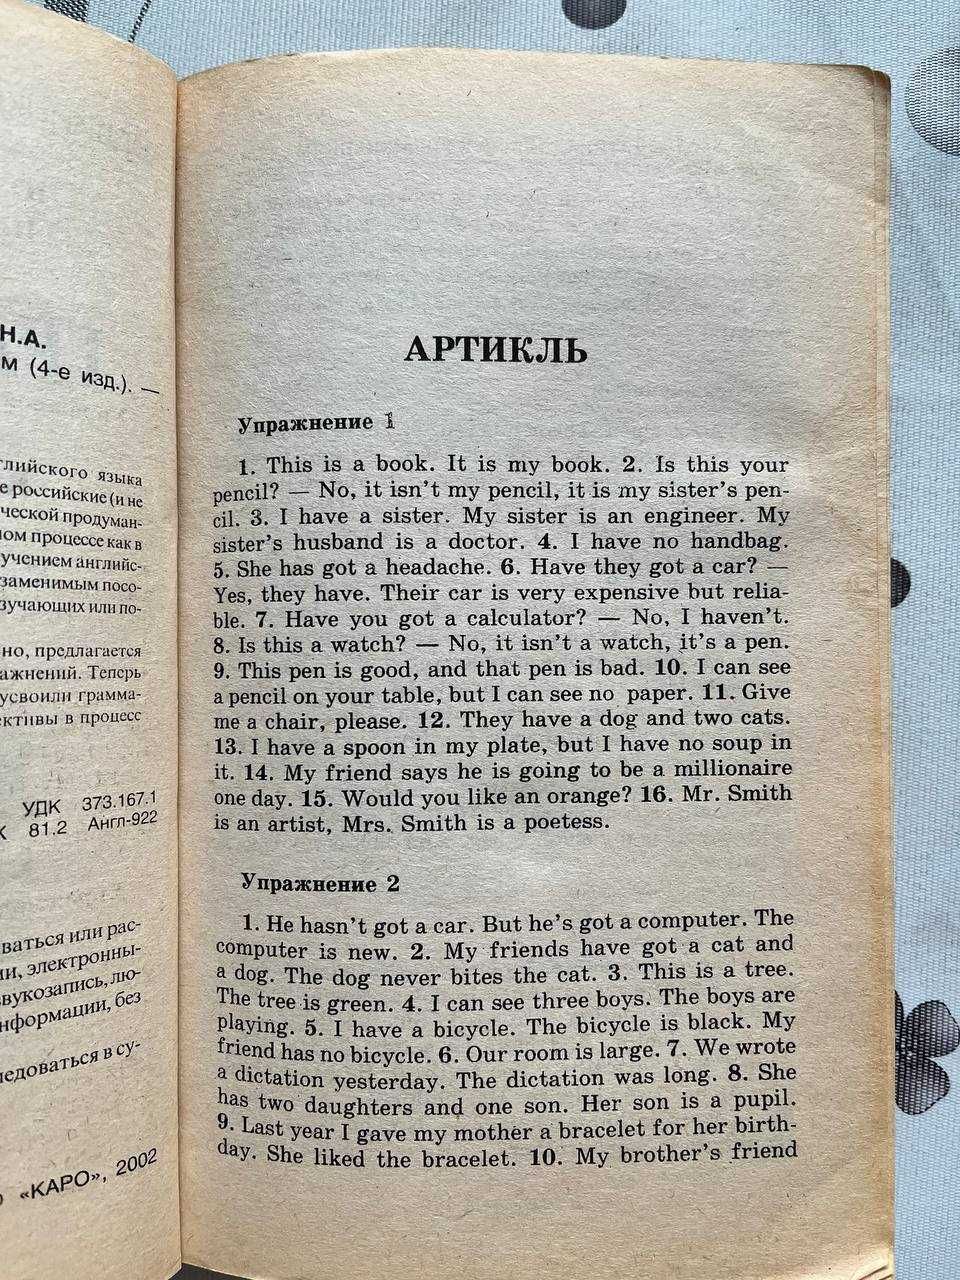 Н.А.
м (4-е изд.). —
глийского языка
е российские (и не
ческой продуман-
ном процессе как в
учением английс-
заменимым посо-
зучающих или по-
но, предлагается
ажнений. Теперь
усвоили грамма-
ективы в процесс
УДК 373.167.1
К 81.2 Англ-922
ваться или рас-
ии, электронны-
звукозапись, лю-
нформации, без
ледоваться в су-
«КАРО», 2002
АРТИКЛЬ
Упражнение 1
1. This is a book. It is my book. 2. Is this your
pencil? — No, it isn't my pencil, it is my sister's pen-
cil. 3. I have a sister. My sister is an engineer. My
sister's husband is a doctor. 4. I have no handbag.
5. She has got a headache. 6. Have they got a car? —
Yes, they have. Their car is very expensive but relia-
ble. 7. Have you got a calculator? — No, I haven't.
8. Is this a watch? — No, it isn't a watch, it's a pen.
9. This pen is good, and that pen is bad. 10. I can see
a pencil on your table, but I can see no paper. 11. Give
me a chair, please. 12. They have a dog and two cats.
13. I have a spoon in my plate, but I have no soup in
it. 14. My friend says he is going to be a millionaire
one day. 15. Would you like an orange? 16. Mr. Smith
is an artist, Mrs. Smith is a poetess.
Упражнение 2
1. He hasn't got a car. But he's got a computer. The
computer is new. 2. My friends have got a cat and
a dog. The dog never bites the cat. 3. This is a tree.
The tree is green. 4. I can see three boys. The boys are
playing. 5. I have a bicycle. The bicycle is black. My
friend has no bicycle. 6. Our room is large. 7. We wrote
a dictation yesterday. The dictation was long. 8. She
has two daughters and one son. Her son is a pupil.
9. Last year I gave my mother a bracelet for her birth-
day. She liked the bracelet. 10. My brother's friend